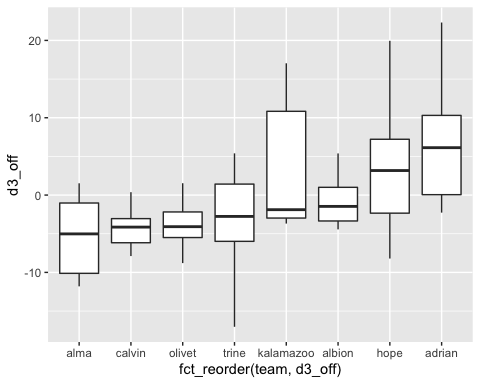 d3_off
20
10
0
-10
alma calvin olivet trine kalamazoo albion hope adrian
fct_reorder(team, d3_off)